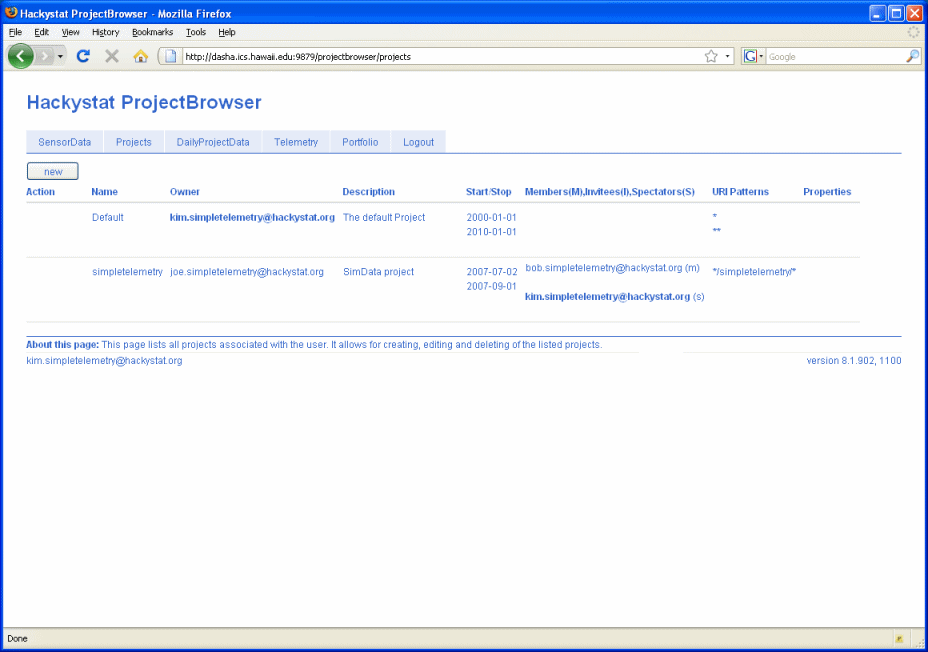 Hackystat ProjectBrowser - Mozilla Firefox
File Edit View History Bookmarks Tools Help
http://dasha.ics.hawaii.edu:9879/projectbrowser/projects
G Google
Hackystat ProjectBrowser
SensorData Projects DailyProjectData Telemetry Portfolio Logout
new
Action Name Owner Description Start/Stop Members(M),Invitees(I),Spectators(S) URI Patterns Properties
Default kim.simpletelemetry@hackystat.org The default Project 2000-01-01 *
2010-01-01 **
simpletelemetry joe.simpletelemetry@hackystat.org SimData project 2007-07-02 bob.simpletelemetry@hackystat.org (m) */simpletelemetry/*
2007-09-01
kim.simpletelemetry@hackystat.org (s)
About this page: This page lists all projects associated with the user. It allows for creating, editing and deleting of the listed projects.
kim.simpletelemetry@hackystat.org version 8.1.902, 1100
Done